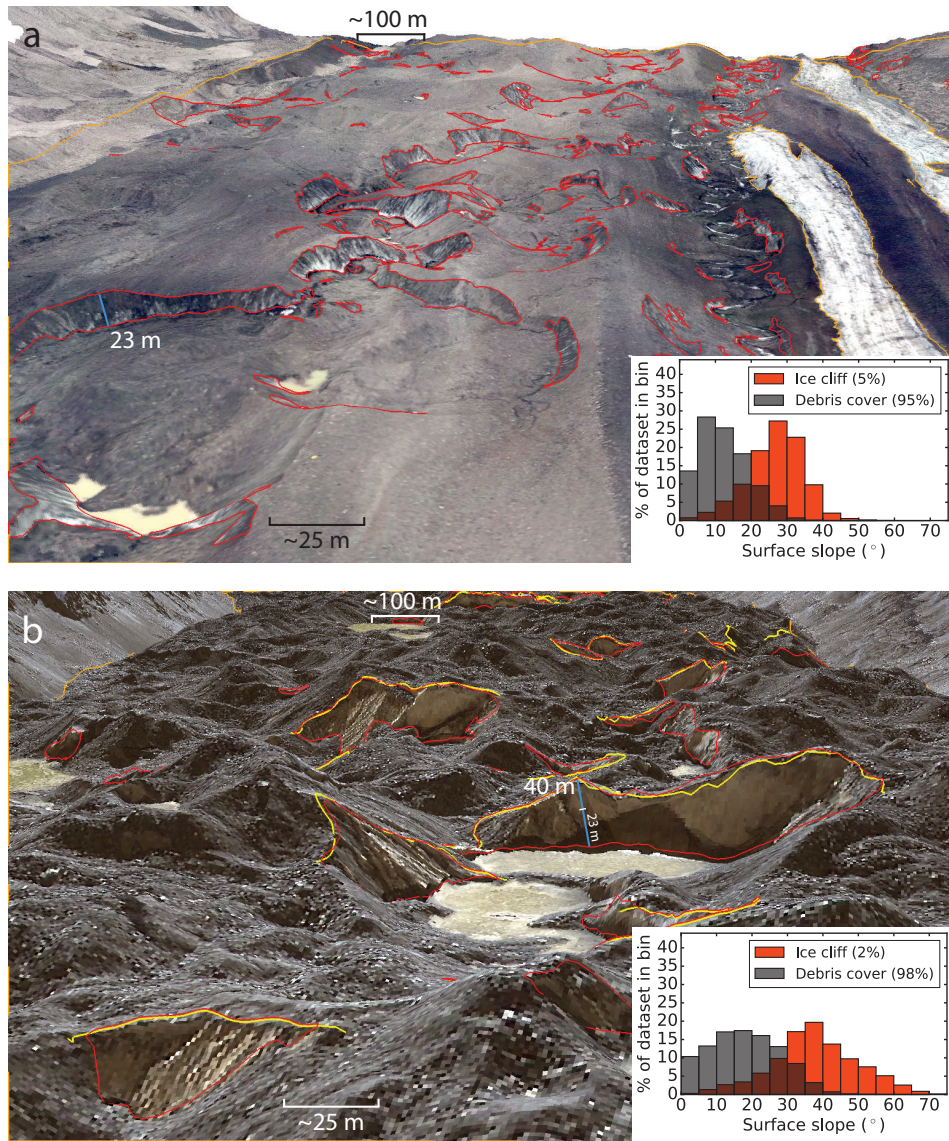 a
~100 m
23 m
~25 m
% of dataset in bin
40
35
30
25
20
15
10
5
0
Ice cliff (5%)
Debris cover (95%)
0 10 20 30 40 50 60 70
Surface slope (°)
b
~100 m
40 m
23 m
~25 m
% of dataset in bin
40
35
30
25
20
15
10
5
0
Ice cliff (2%)
Debris cover (98%)
0 10 20 30 40 50 60 70
Surface slope (°)